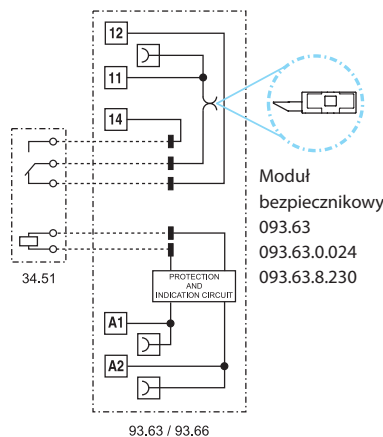 12
11
14
34.51
PROTECTION
AND
INDICATION CIRCUIT
A1
A2
93.63 / 93.66
Moduł
bezpiecznikowy
093.63
093.63.0.024
093.63.8.230